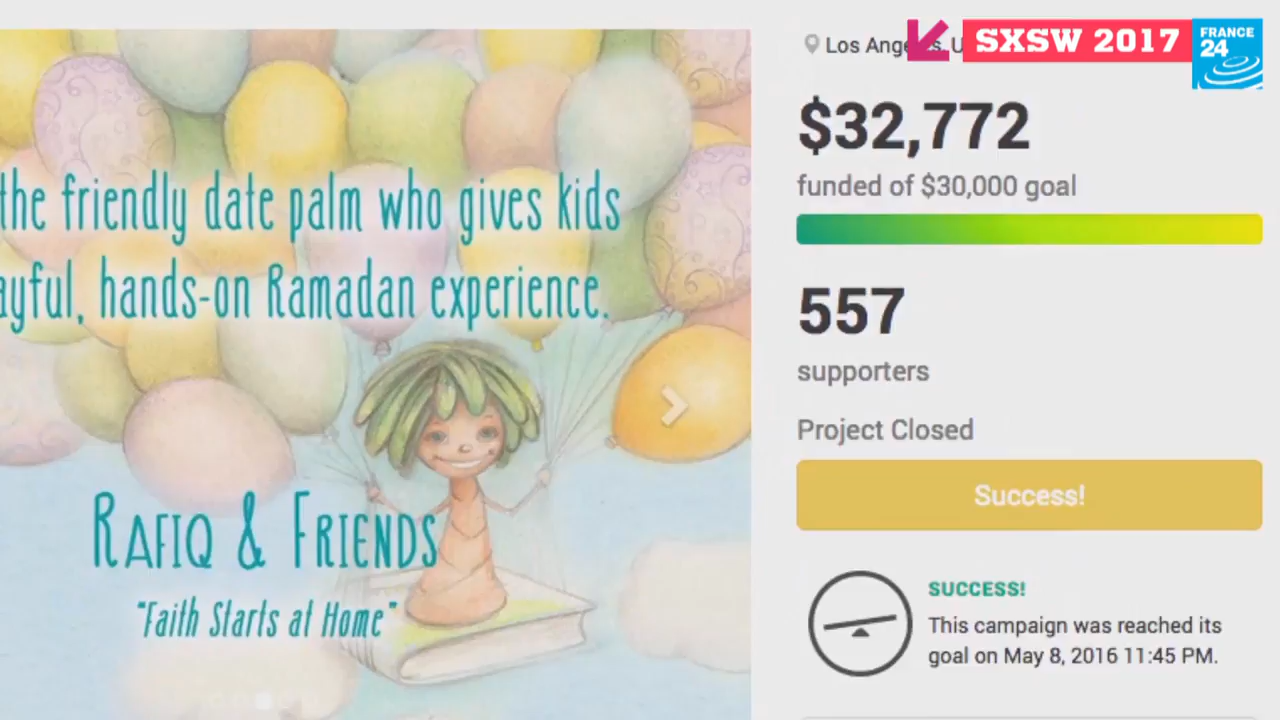 the friendly date palm who gives kids
ayful, hands-on Ramadan experience.
RAFIQ & FRIENDS
"Faith Starts at Home"
Los Ange s, U
SXSW 2017
FRANCE
24
$32,772
funded of $30,000 goal
557
supporters
Project Closed
Success!
SUCCESS!
This campaign was reached its
goal on May 8, 2016 11:45 PM.